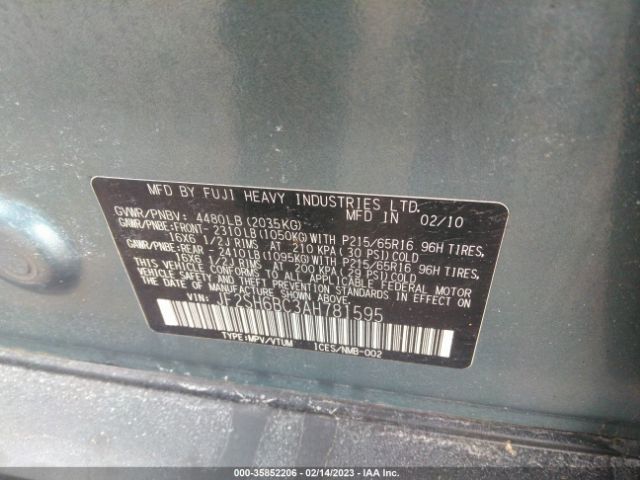 MFD BY FUJI HEAVY INDUSTRIES LTD.
MFD IN 02/10
GVWR/PNBV: 4480LB (2035KG)
GAWR/PNBE: FRONT- 2310LB (1050KG) WITH P215/65R16 96H TIRES,
16X6 1/2J RIMS AT 210 KPA (30 PSI) COLD
GAWR/PNBE: REAR - 2410LB (1095KG) WITH P215/65R16 96H TIRES,
16X6 1/2J RIMS AT 200 KPA (29 PSI) COLD
THIS VEHICLE CONFORMS TO ALL APPLICABLE FEDERAL MOTOR
VEHICLE SAFETY, AND THEFT PREVENTION STANDARDS IN EFFECT ON THE DATE OF
MANUFACTURE SHOWN ABOVE.
VIN: JF2SH6BC3AH781595
TYPE: MPV/VTUM ICES/NMB-002
000-35852206 - 02/14/2023 - IAA Inc.